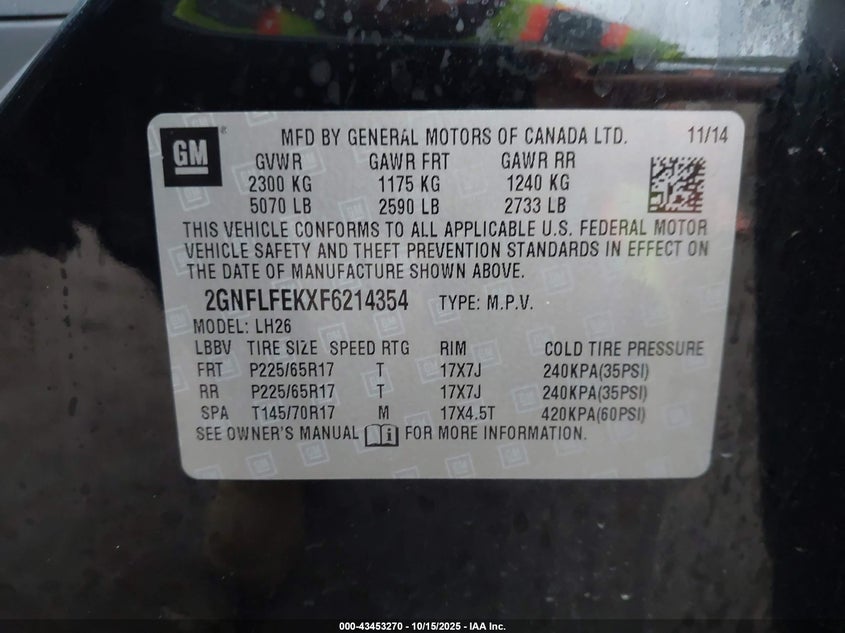 GM
MFD BY GENERAL MOTORS OF CANADA LTD. 11/14
GVWR GAWR FRT GAWR RR
2300 KG 1175 KG 1240 KG
5070 LB 2590 LB 2733 LB
THIS VEHICLE CONFORMS TO ALL APPLICABLE U.S. FEDERAL MOTOR
VEHICLE SAFETY AND THEFT PREVENTION STANDARDS IN EFFECT ON
THE DATE OF MANUFACTURE SHOWN ABOVE.
2GNFLFEKXF6214354 TYPE: M.P.V.
MODEL: LH26
LBBV TIRE SIZE SPEED RTG RIM COLD TIRE PRESSURE
FRT P225/65R17 T 17X7J 240KPA(35PSI)
RR P225/65R17 T 17X7J 240KPA(35PSI)
SPA T145/70R17 M 17X4.5T 420KPA(60PSI)
SEE OWNER'S MANUAL FOR MORE INFORMATION.
000-43453270 - 10/15/2025 - IAA Inc.